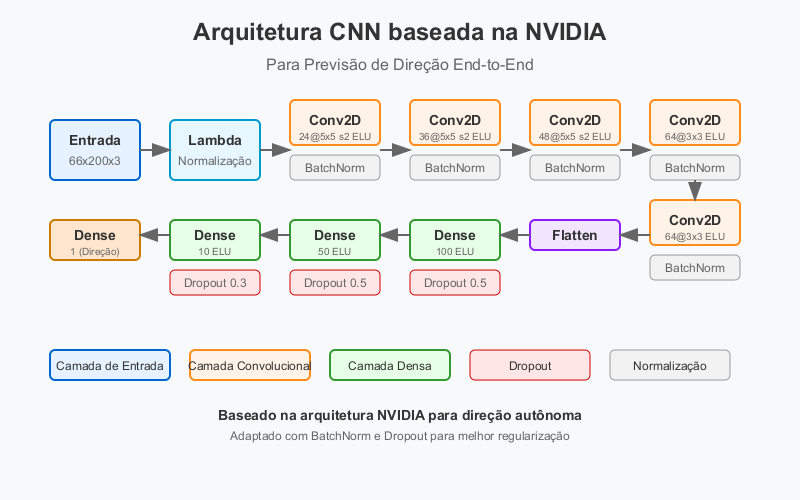 Arquitetura CNN baseada na NVIDIA
Para Previsão de Direção End-to-End
Entrada
66x200x3
Lambda
Normalização
Conv2D
24@5x5 s2 ELU
BatchNorm
Conv2D
36@5x5 s2 ELU
BatchNorm
Conv2D
48@5x5 s2 ELU
BatchNorm
Conv2D
64@3x3 ELU
BatchNorm
Conv2D
64@3x3 ELU
BatchNorm
Flatten
Dense
100 ELU
Dropout 0.5
Dense
50 ELU
Dropout 0.5
Dense
10 ELU
Dropout 0.3
Dense
1 (Direção)
Camada de Entrada
Camada Convolucional
Camada Densa
Dropout
Normalização
Baseado na arquitetura NVIDIA para direção autônoma
Adaptado com BatchNorm e Dropout para melhor regularização